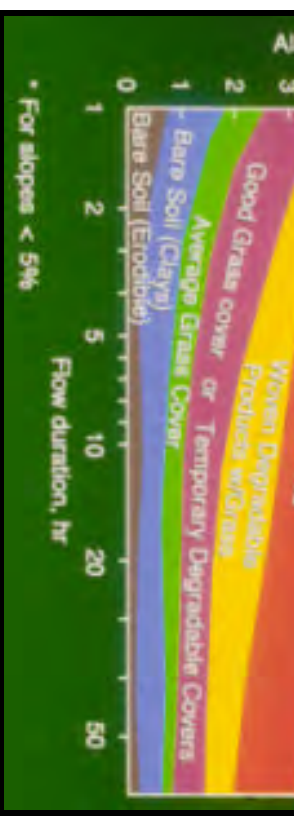 3
2
1
0
Woven Degradable
Products w/Grass
Good Grass cover or Temporary Degradable Covers
Average Grass Cover
Bare Soil (Clays)
Bare Soil (Erodible)
1 2 5 10 20 50
Flow duration, hr
* For slopes < 5%